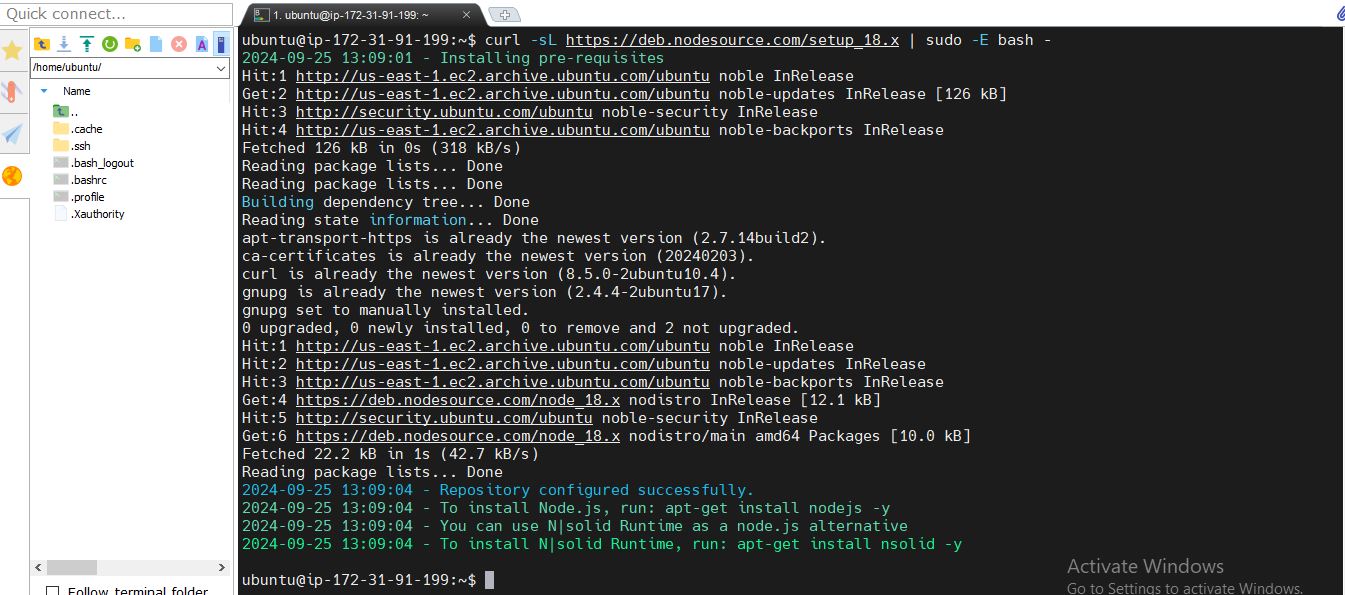 Quick connect...
1. ubuntu@ip-172-31-91-199: ~
/home/ubuntu/
Name
..
.cache
.ssh
.bash_logout
.bashrc
.profile
.Xauthority
Follow terminal folder
ubuntu@ip-172-31-91-199:~$ curl -sL https://deb.nodesource.com/setup_18.x | sudo -E bash -
2024-09-25 13:09:01 - Installing pre-requisites
Hit:1 http://us-east-1.ec2.archive.ubuntu.com/ubuntu noble InRelease
Get:2 http://us-east-1.ec2.archive.ubuntu.com/ubuntu noble-updates InRelease [126 kB]
Hit:3 http://security.ubuntu.com/ubuntu noble-security InRelease
Hit:4 http://us-east-1.ec2.archive.ubuntu.com/ubuntu noble-backports InRelease
Fetched 126 kB in 0s (318 kB/s)
Reading package lists... Done
Reading package lists... Done
Building dependency tree... Done
Reading state information... Done
apt-transport-https is already the newest version (2.7.14build2).
ca-certificates is already the newest version (20240203).
curl is already the newest version (8.5.0-2ubuntu10.4).
gnupg is already the newest version (2.4.4-2ubuntu17).
gnupg set to manually installed.
0 upgraded, 0 newly installed, 0 to remove and 2 not upgraded.
Hit:1 http://us-east-1.ec2.archive.ubuntu.com/ubuntu noble InRelease
Hit:2 http://us-east-1.ec2.archive.ubuntu.com/ubuntu noble-updates InRelease
Hit:3 http://us-east-1.ec2.archive.ubuntu.com/ubuntu noble-backports InRelease
Get:4 https://deb.nodesource.com/node_18.x nodistro InRelease [12.1 kB]
Hit:5 http://security.ubuntu.com/ubuntu noble-security InRelease
Get:6 https://deb.nodesource.com/node_18.x nodistro/main amd64 Packages [10.0 kB]
Fetched 22.2 kB in 1s (42.7 kB/s)
Reading package lists... Done
2024-09-25 13:09:04 - Repository configured successfully.
2024-09-25 13:09:04 - To install Node.js, run: apt-get install nodejs -y
2024-09-25 13:09:04 - You can use N|solid Runtime as a node.js alternative
2024-09-25 13:09:04 - To install N|solid Runtime, run: apt-get install nsolid -y
ubuntu@ip-172-31-91-199:~$
Activate Windows
Go to Settings to activate Windows.